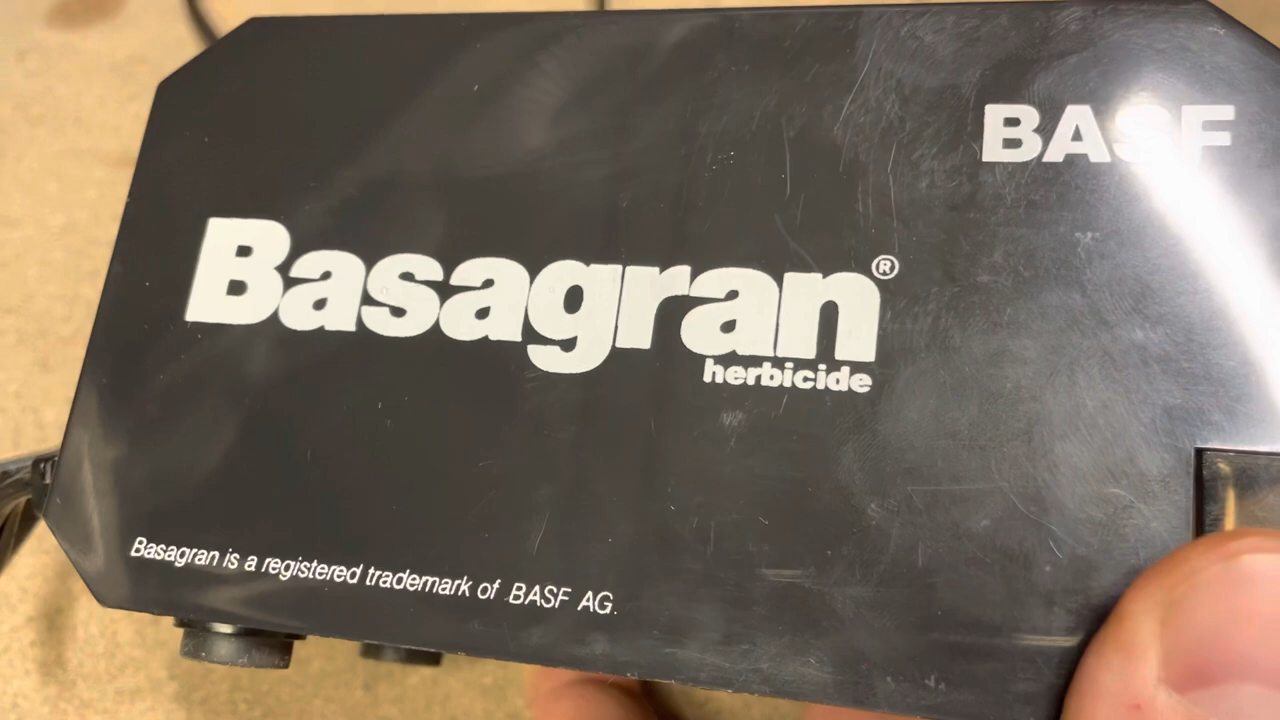 BASF
Basagran®
herbicide
Basagran is a registered trademark of BASF AG.